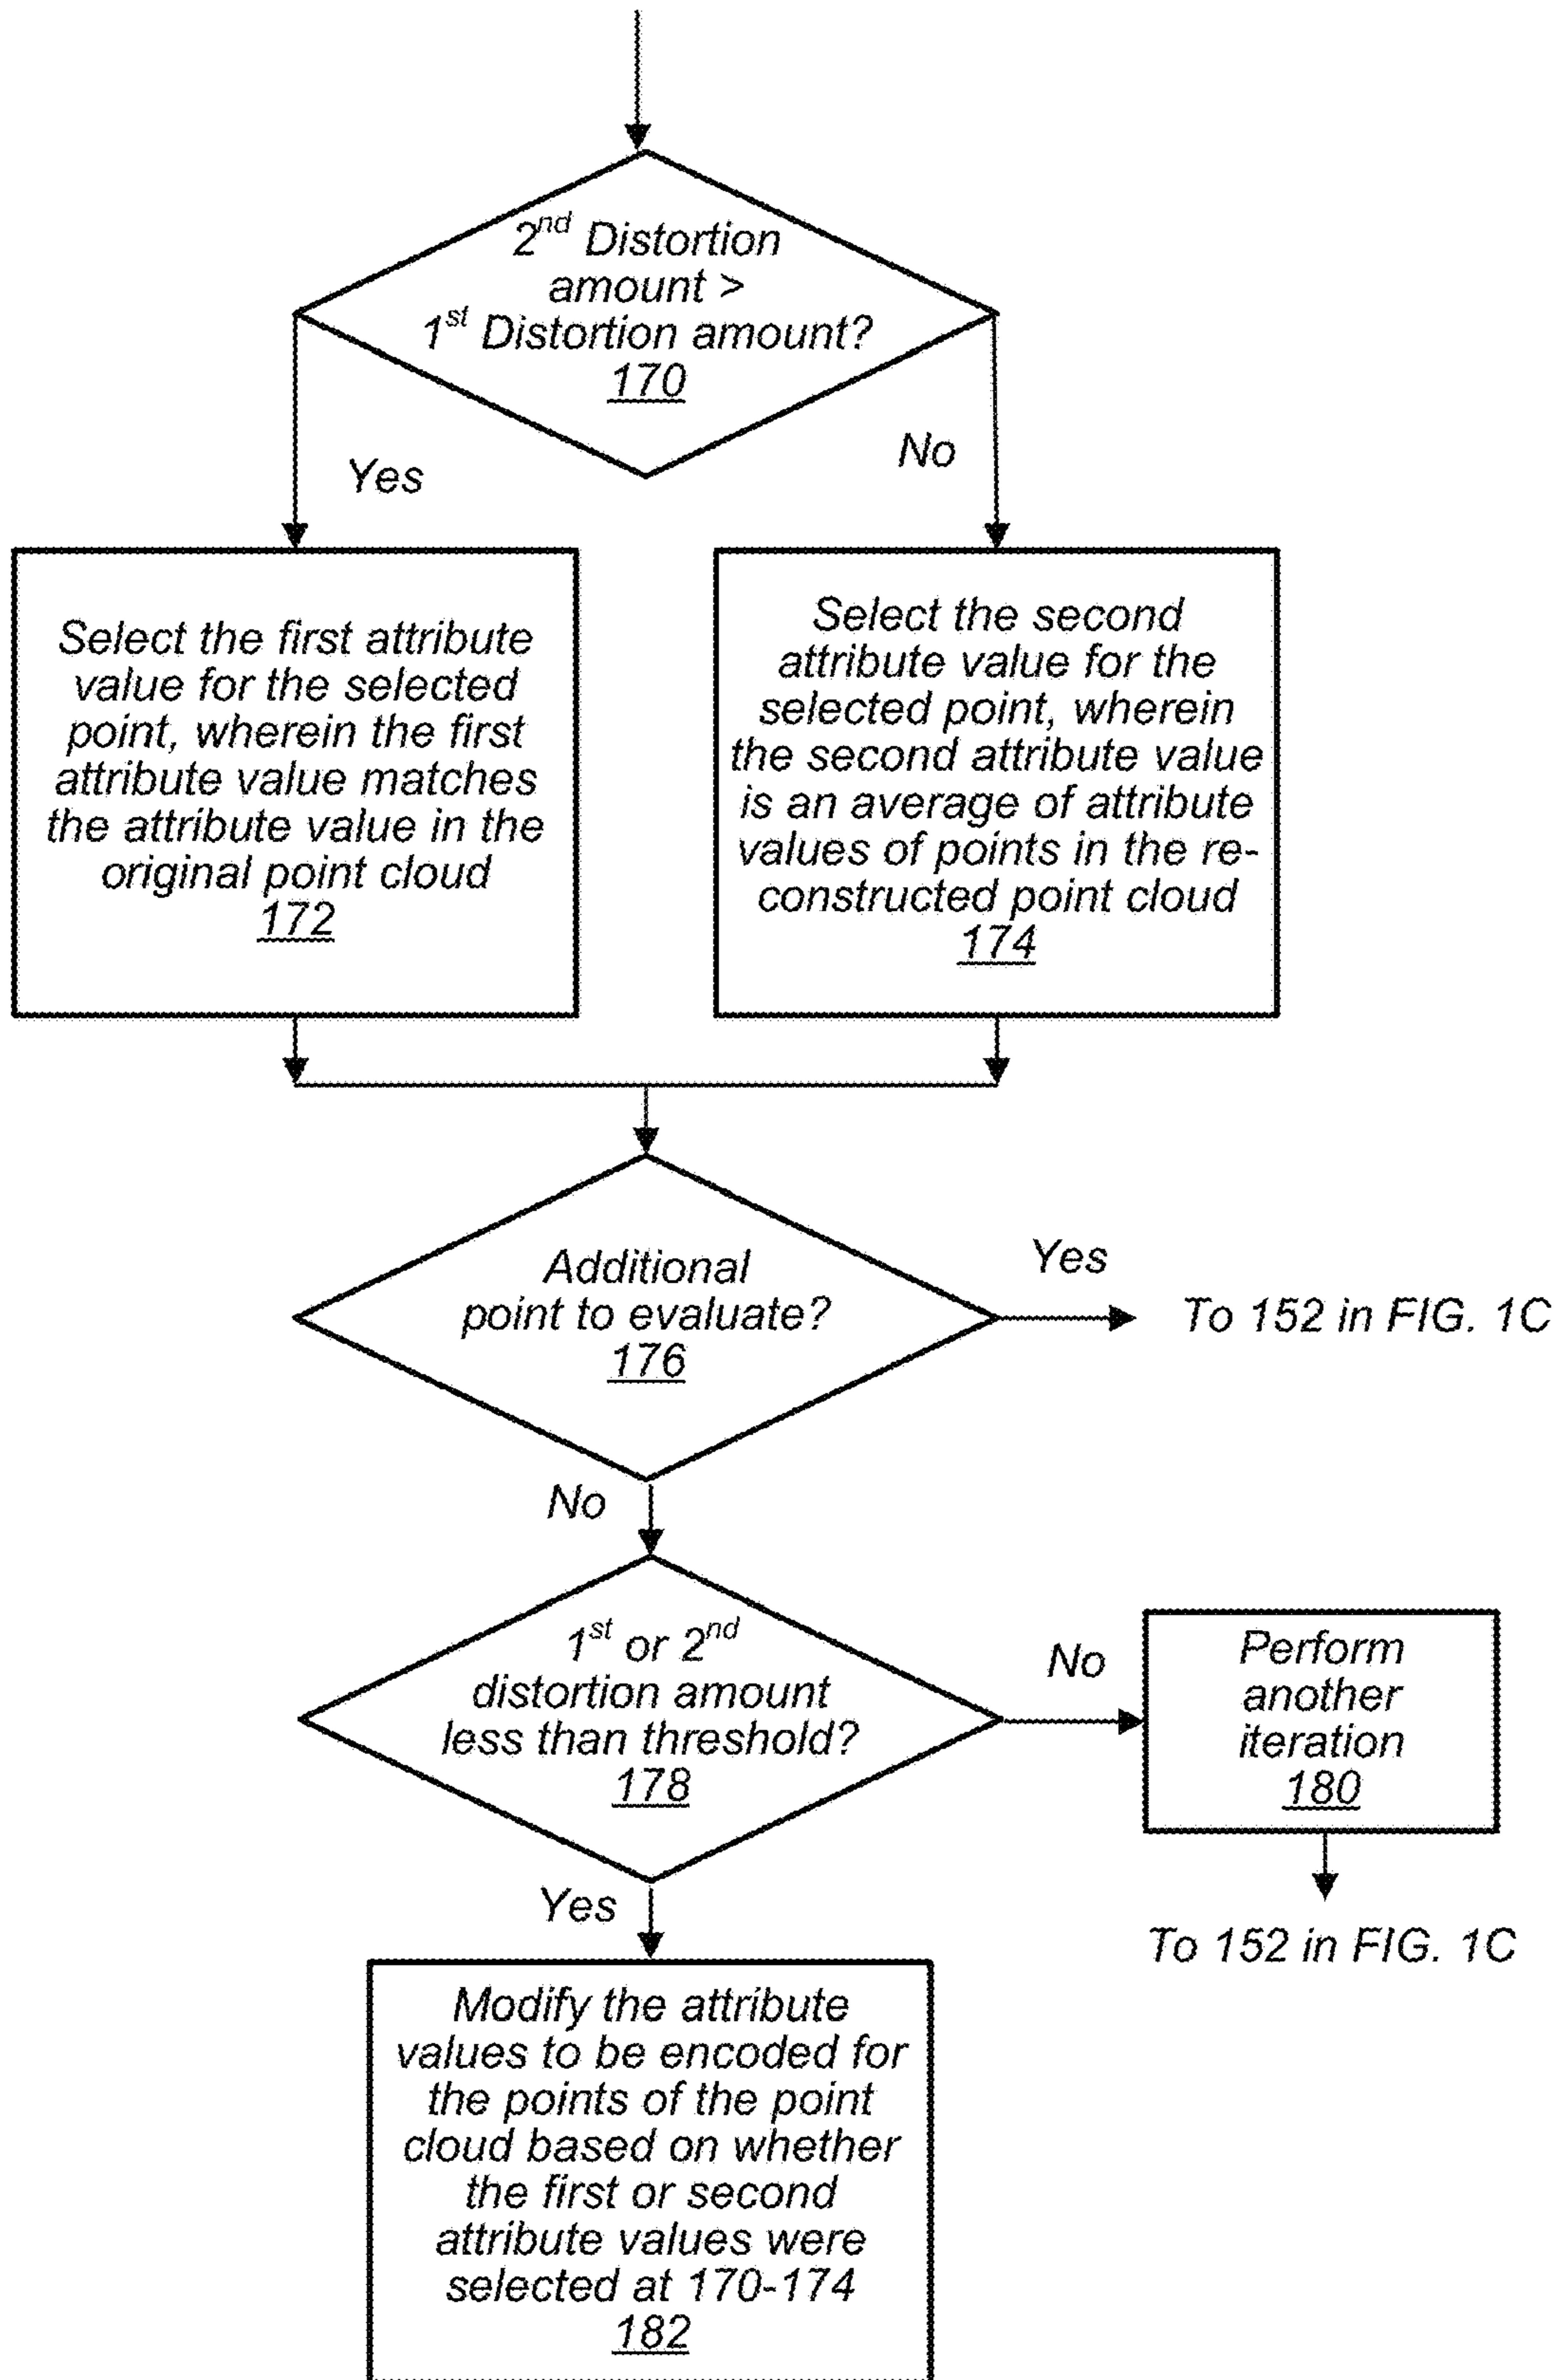 2nd Distortion
amount >
1st Distortion amount?
170
Yes
No
Select the first attribute
value for the selected
point, wherein the first
attribute value matches
the attribute value in the
original point cloud
172
Select the second
attribute value for the
selected point, wherein
the second attribute value
is an average of attribute
values of points in the re-
constructed point cloud
174
Additional
point to evaluate?
176
Yes
To 152 in FIG. 1C
No
1st or 2nd
distortion amount
less than threshold?
178
No
Perform
another
iteration
180
To 152 in FIG. 1C
Yes
Modify the attribute
values to be encoded for
the points of the point
cloud based on whether
the first or second
attribute values were
selected at 170-174
182